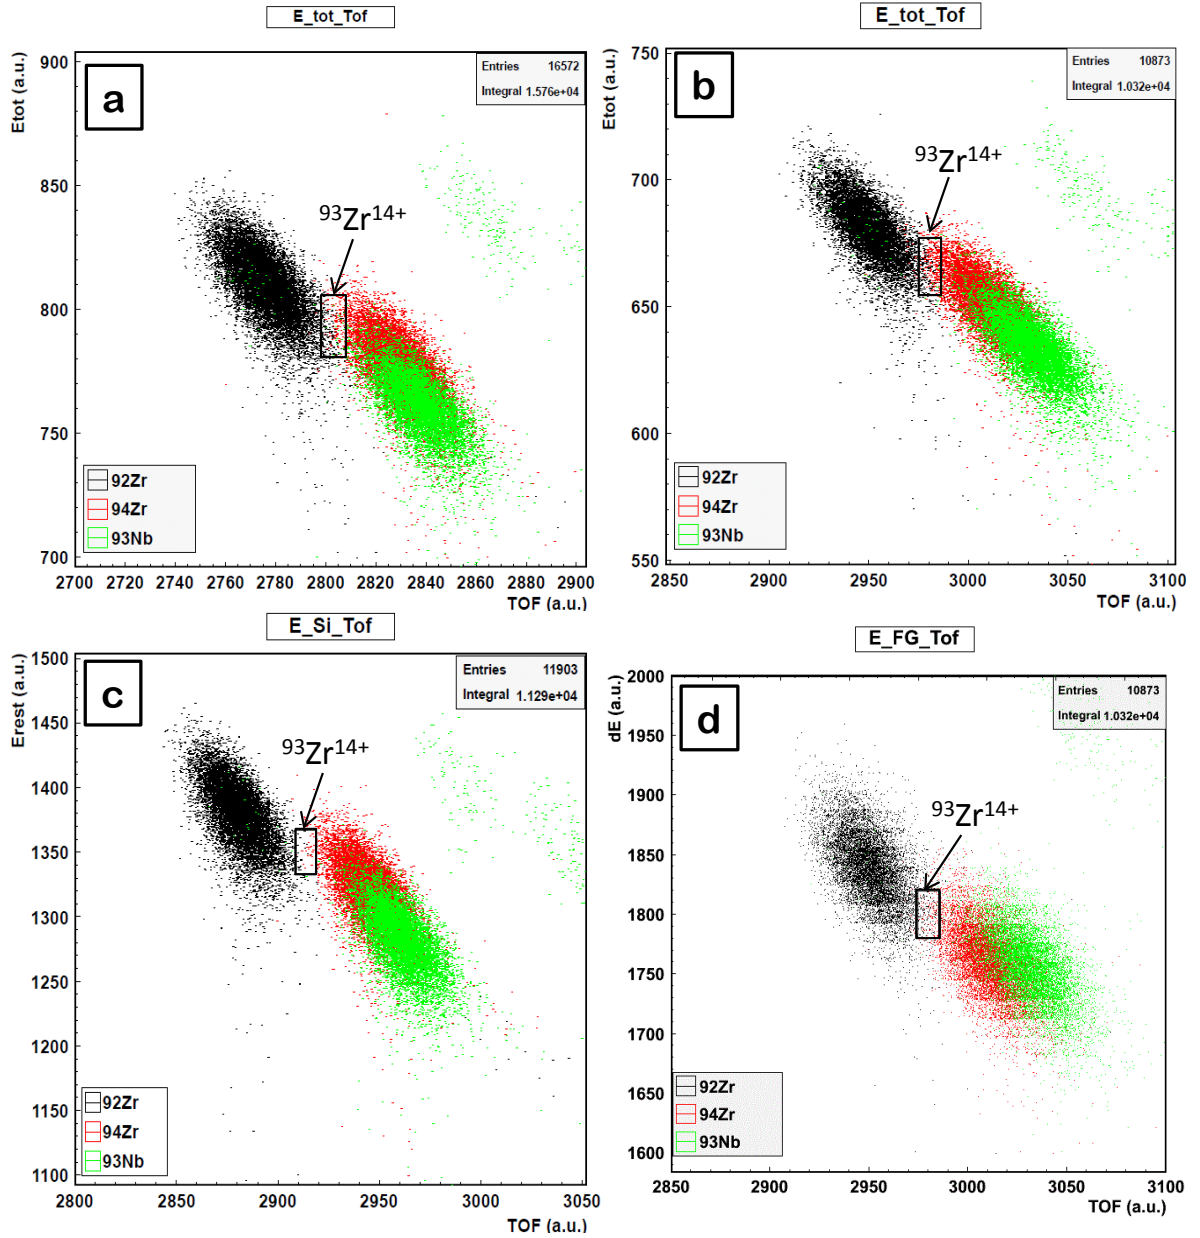 E_tot_Tof
Etot (a.u.)
900
850
800
750
700
a
Entries 16572
Integral 1.576e+04
93Zr14+
92Zr
94Zr
93Nb
2700 2720 2740 2760 2780 2800 2820 2840 2860 2880 2900
TOF (a.u.)
E_tot_Tof
Etot (a.u.)
750
700
650
600
550
b
Entries 10873
Integral 1.032e+04
93Zr14+
92Zr
94Zr
93Nb
2850 2900 2950 3000 3050 3100
TOF (a.u.)
E_Si_Tof
Erest (a.u.)
1500
1450
1400
1350
1300
1250
1200
1150
1100
c
Entries 11903
Integral 1.129e+04
93Zr14+
92Zr
94Zr
93Nb
2800 2850 2900 2950 3000 3050
TOF (a.u.)
E_FG_Tof
dE (a.u.)
2000
1950
1900
1850
1800
1750
1700
1650
1600
d
Entries 10873
Integral 1.032e+04
93Zr14+
92Zr
94Zr
93Nb
2850 2900 2950 3000 3050 3100
TOF (a.u.)